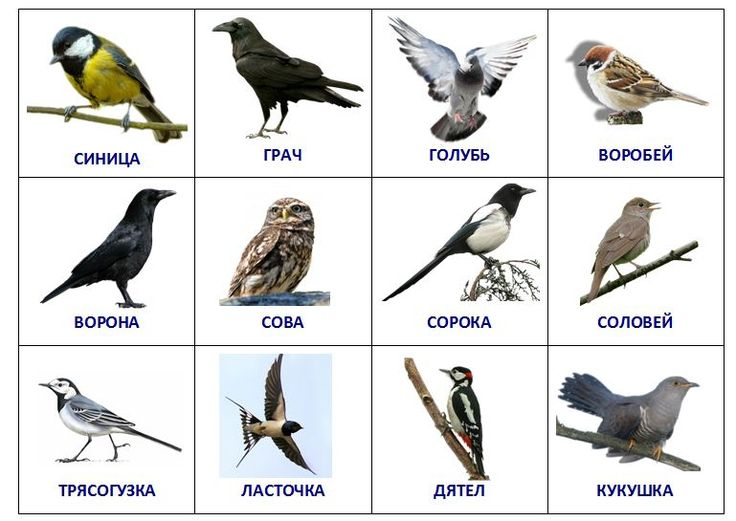 СИНИЦА
ГРАЧ
ГОЛУБЬ
ВОРОБЕЙ
ВОРОНА
СОВА
СОРОКА
СОЛОВЕЙ
ТРЯСОГУЗКА
ЛАСТОЧКА
ДЯТЕЛ
КУКУШКА